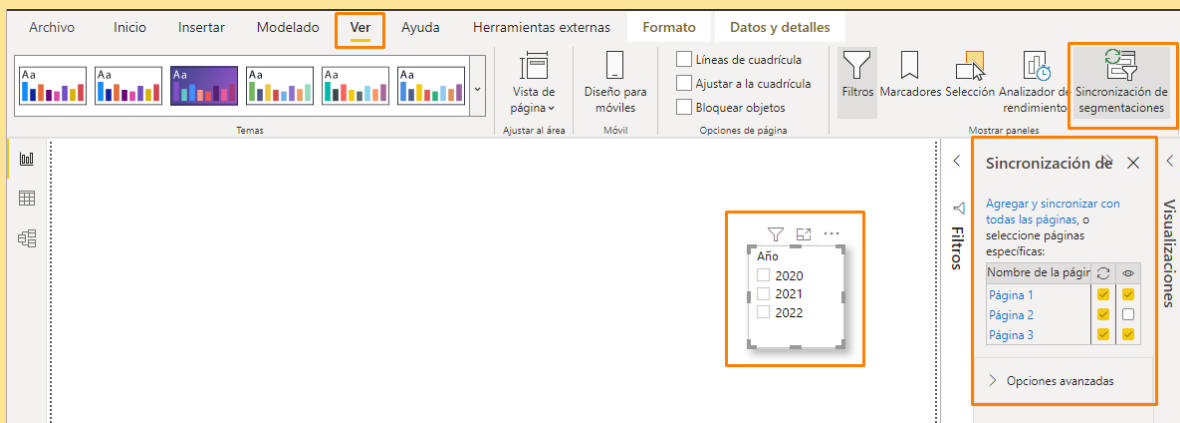 Archivo Inicio Insertar Modelado Ver Ayuda Herramientas externas Formato Datos y detalles
Aa Aa Aa Aa Aa Aa
Temas
Vista de
página
Ajustar al área
Diseño para
móviles
Móvil
Líneas de cuadrícula
Ajustar a la cuadrícula
Bloquear objetos
Opciones de página
Filtros Marcadores Selección Analizador de
rendimiento
Sincronización de
segmentaciones
Mostrar paneles
Año
2020
2021
2022
Filtros
Sincronización de
Agregar y sincronizar con
todas las páginas, o
seleccione páginas
específicas:
Nombre de la págir
Página 1
Página 2
Página 3
Opciones avanzadas
Visualizaciones